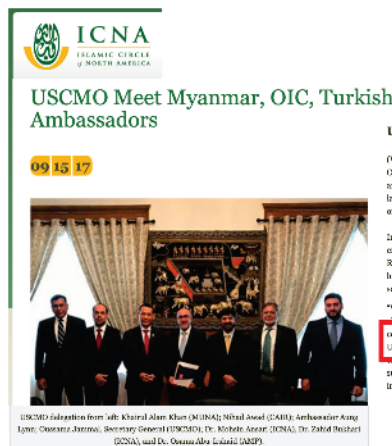 ICNA
ISLAMIC CIRCLE
of NORTH AMERICA
USCMO Meet Myanmar, OIC, Turkish
Ambassadors
09 15 17
USCMO delegation from left: Khairul Alam Khan (MUNA); Nihad Awad (CAIR); Ambassador Aung
Lynn; Oussama Jammal, Secretary General (USCMO); Dr. Mohsin Ansari (ICNA), Dr. Zahid Bukhari
(ICNA), and Dr. Osama Abu-Irshaid (AMP).